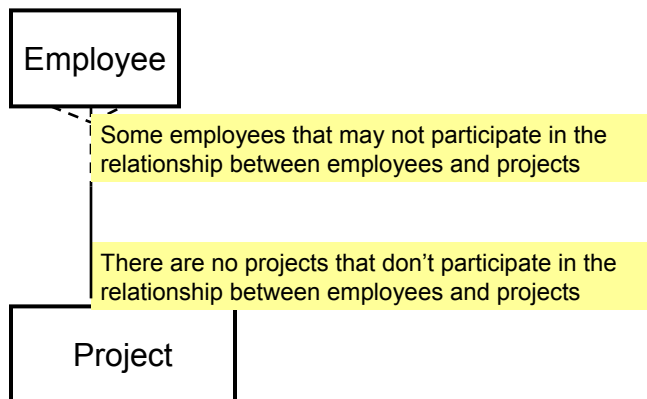 Employee
Some employees that may not participate in the
relationship between employees and projects
There are no projects that don’t participate in the
relationship between employees and projects
Project